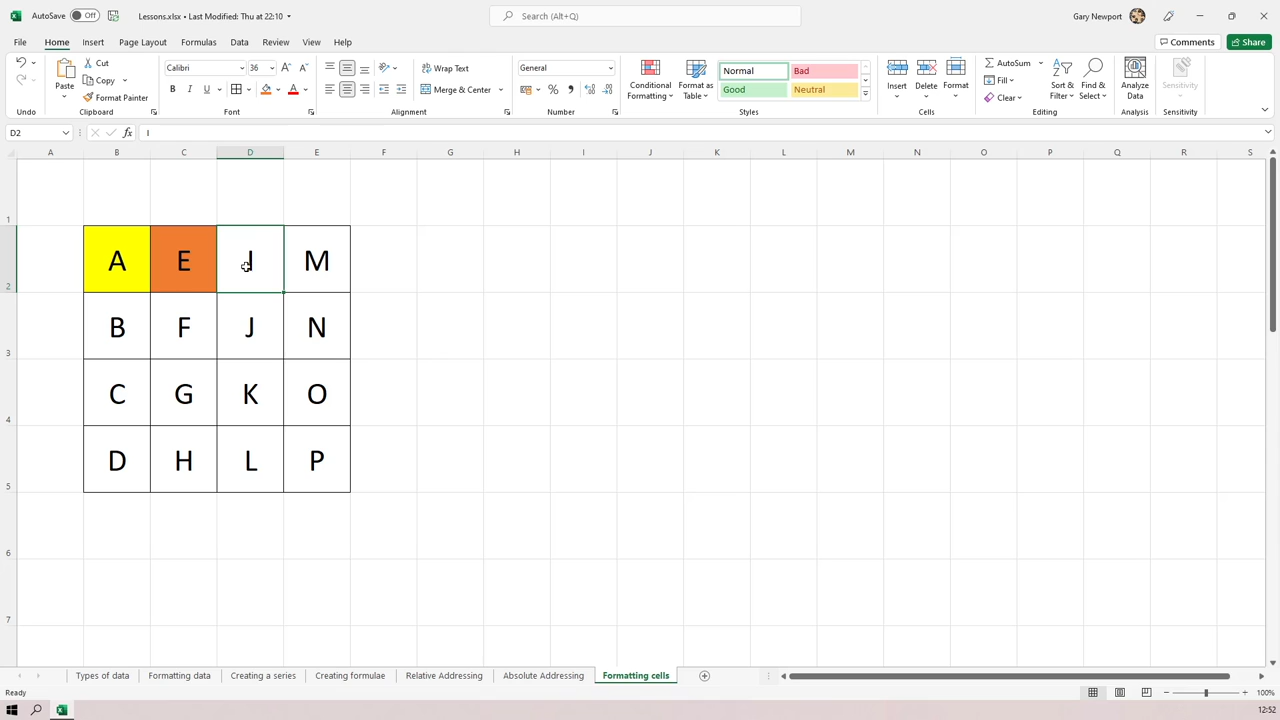 AutoSave Off Lessons.xlsx • Last Modified: Thu at 22:10 Search (Alt+Q) Gary Newport
File Home Insert Page Layout Formulas Data Review View Help Comments Share
Cut Calibri 36 Wrap Text General Normal Bad AutoSum
Copy Fill
Paste Format Painter B I U Merge & Center % Conditional Formatting Format as Table Good Neutral Insert Delete Format Clear Sort & Filter Find & Select Analyze Data Sensitivity
Undo Clipboard Font Alignment Number Styles Cells Editing Analysis Sensitivity
D2 fx I
A B C D E F G H I J K L M N O P Q R S
1
A E I M
2
B F J N
3
C G K O
4
D H L P
5
6
7
Types of data Formatting data Creating a series Creating formulae Relative Addressing Absolute Addressing Formatting cells
Ready 100%
12:52